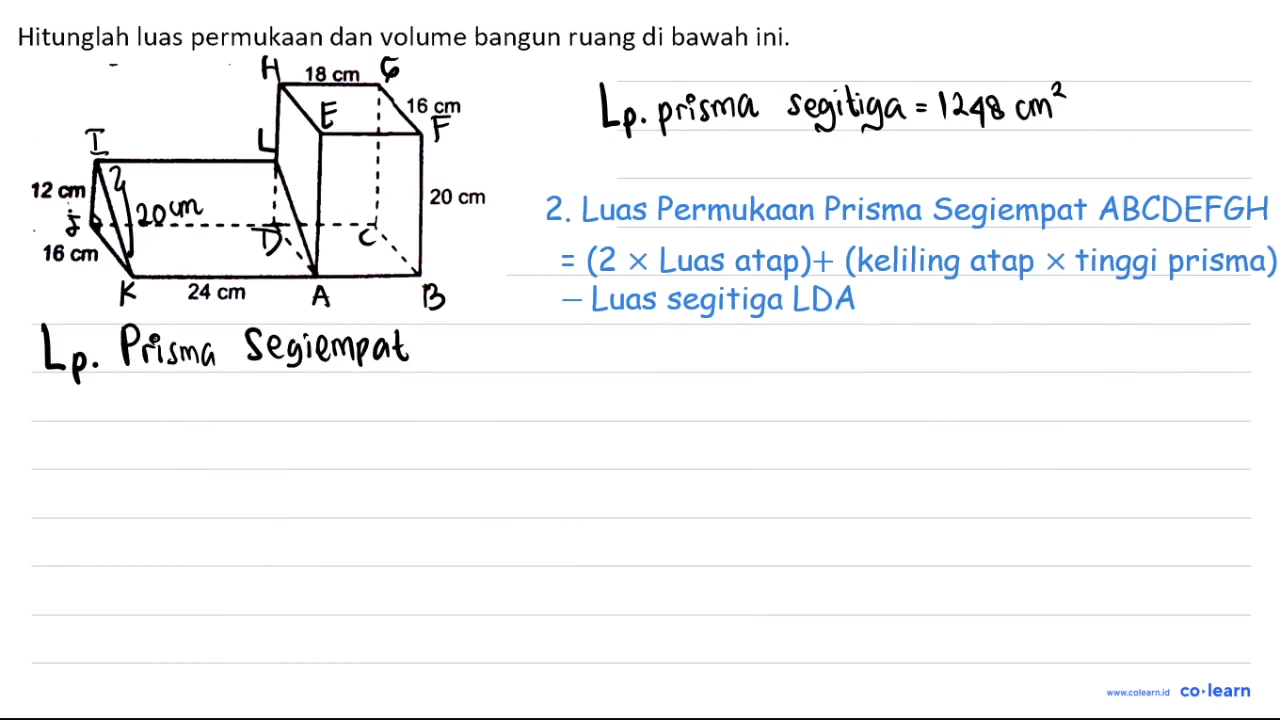 Hitunglah luas permukaan dan volume bangun ruang di bawah ini.
H 18 cm G
E 16 cm
F
L
I
12 cm
20 cm
20 cm
J
D C
16 cm
K 24 cm A B
Lp. prisma segitiga = 1248 cm²
2. Luas Permukaan Prisma Segiempat ABCDEFGH
= (2 × Luas atap)+ (keliling atap × tinggi prisma)
− Luas segitiga LDA
Lp. Prisma Segiempat
www.colearn.id co·learn